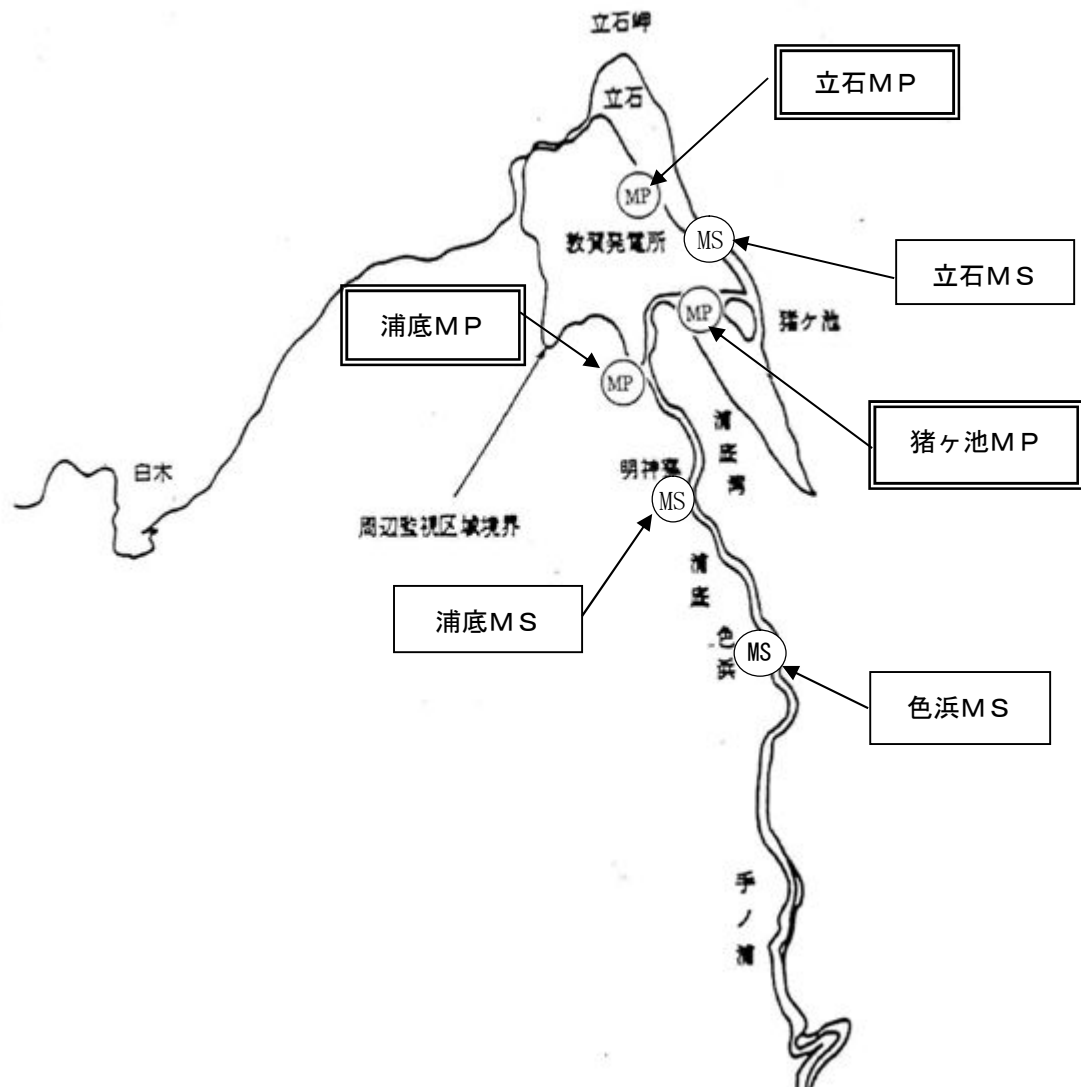 立石岬
立石MP
立石
MP
敦賀発電所
MS
立石MS
浦底MP
MP
猪ケ池
MP
浦底湾
猪ヶ池MP
白木
明神寮
MS
周辺監視区域境界
浦底
浦底MS
色浜
MS
色浜MS
手ノ浦